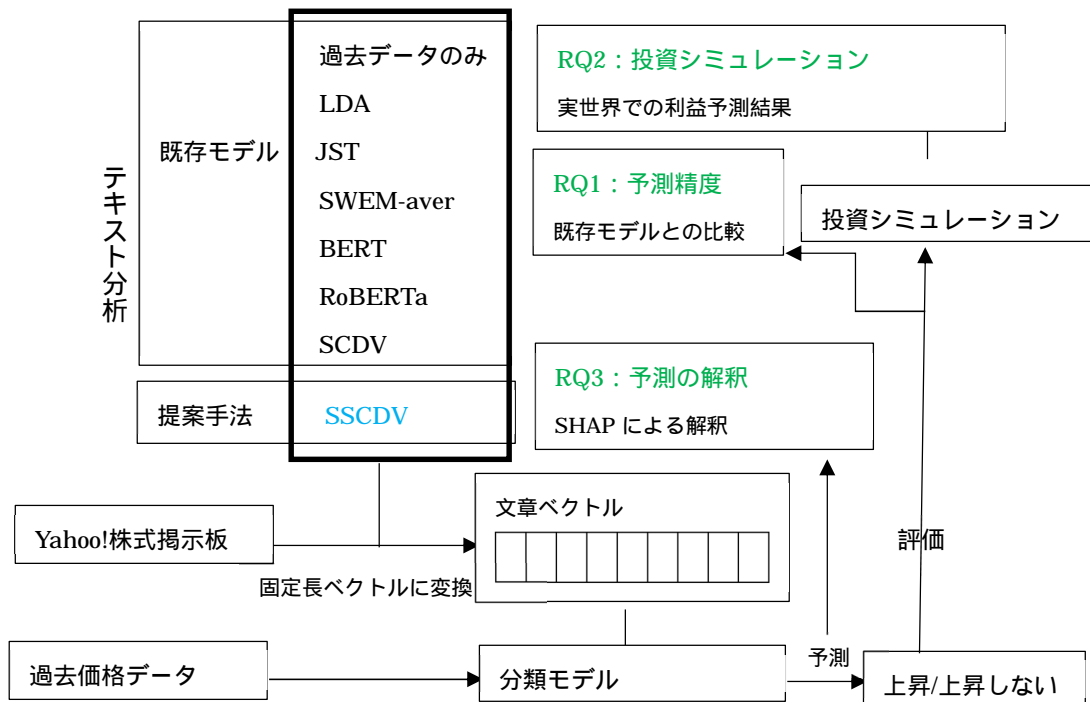 テキスト分析
既存モデル
過去データのみ
LDA
JST
SWEM-aver
BERT
RoBERTa
SCDV
提案手法
SSCDV
RQ2：投資シミュレーション
実世界での利益予測結果
RQ1：予測精度
既存モデルとの比較
投資シミュレーション
RQ3：予測の解釈
SHAP による解釈
Yahoo!株式掲示板
固定長ベクトルに変換
文章ベクトル
評価
過去価格データ
分類モデル
予測
上昇/上昇しない